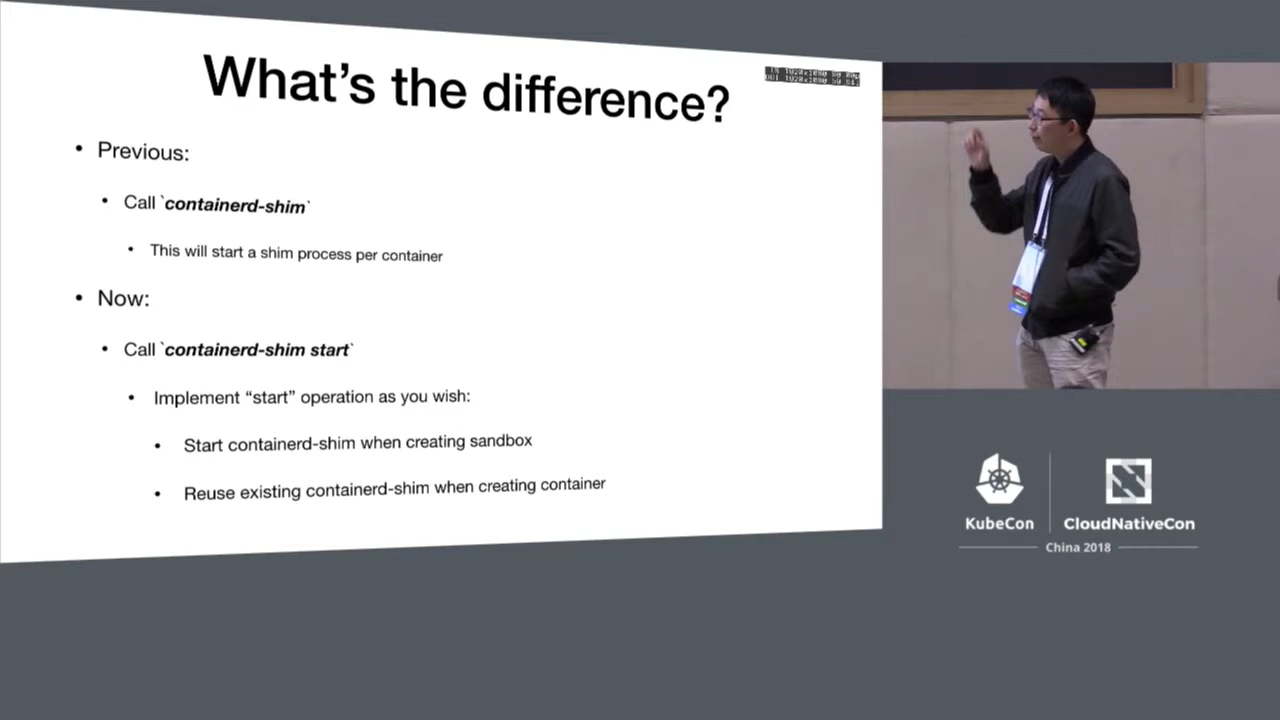 What's the difference?
• Previous:
• Call `containerd-shim`
• This will start a shim process per container
• Now:
• Call `containerd-shim start`
• Implement “start” operation as you wish:
• Start containerd-shim when creating sandbox
• Reuse existing containerd-shim when creating container
KubeCon
CloudNativeCon
China 2018